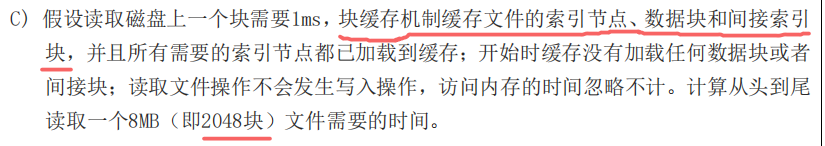 C) 假设读取磁盘上一个块需要1ms,块缓存机制缓存文件的索引节点、数据块和间接索引
块,并且所有需要的索引节点都已加载到缓存;开始时缓存没有加载任何数据块或者
间接块;读取文件操作不会发生写入操作,访问内存的时间忽略不计。计算从头到尾
读取一个8MB(即2048块)文件需要的时间。